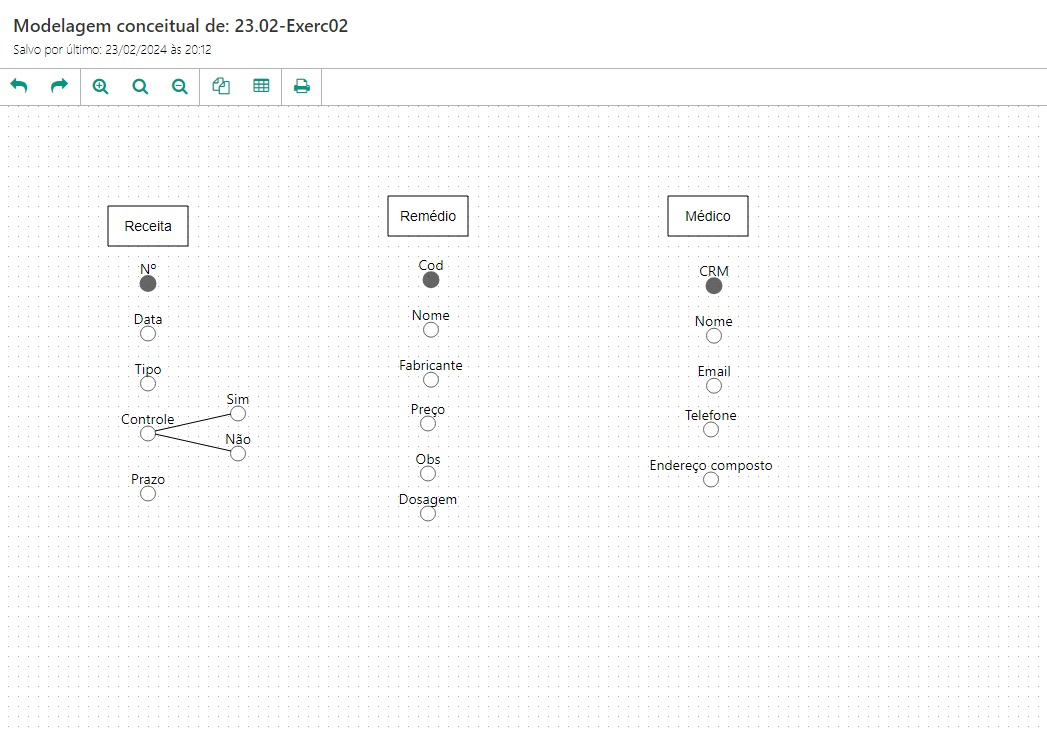 Modelagem conceitual de: 23.02-Exerc02
Salvo por último: 23/02/2024 às 20:12
Receita
Nº
Data
Tipo
Controle
Sim
Não
Prazo
Remédio
Cod
Nome
Fabricante
Preço
Obs
Dosagem
Médico
CRM
Nome
Email
Telefone
Endereço composto